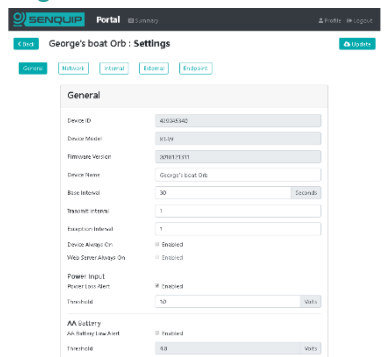 SENQUIP Portal Summary Profile Logout
Back George's boat Orb : Settings Update
General Network Internal External Endpoint
General
Device ID
Device Model
Firmware Version
Device Name George's boat Orb
Base Interval 30 Seconds
Transmit Interval 1
Exception Interval 1
Device Always On Enabled
Web Server Always On Enabled
Power Input
Power Loss Alert Enabled
Threshold 10 Volts
AA Battery
AA Battery Low Alert Enabled
Threshold 4.0 Volts